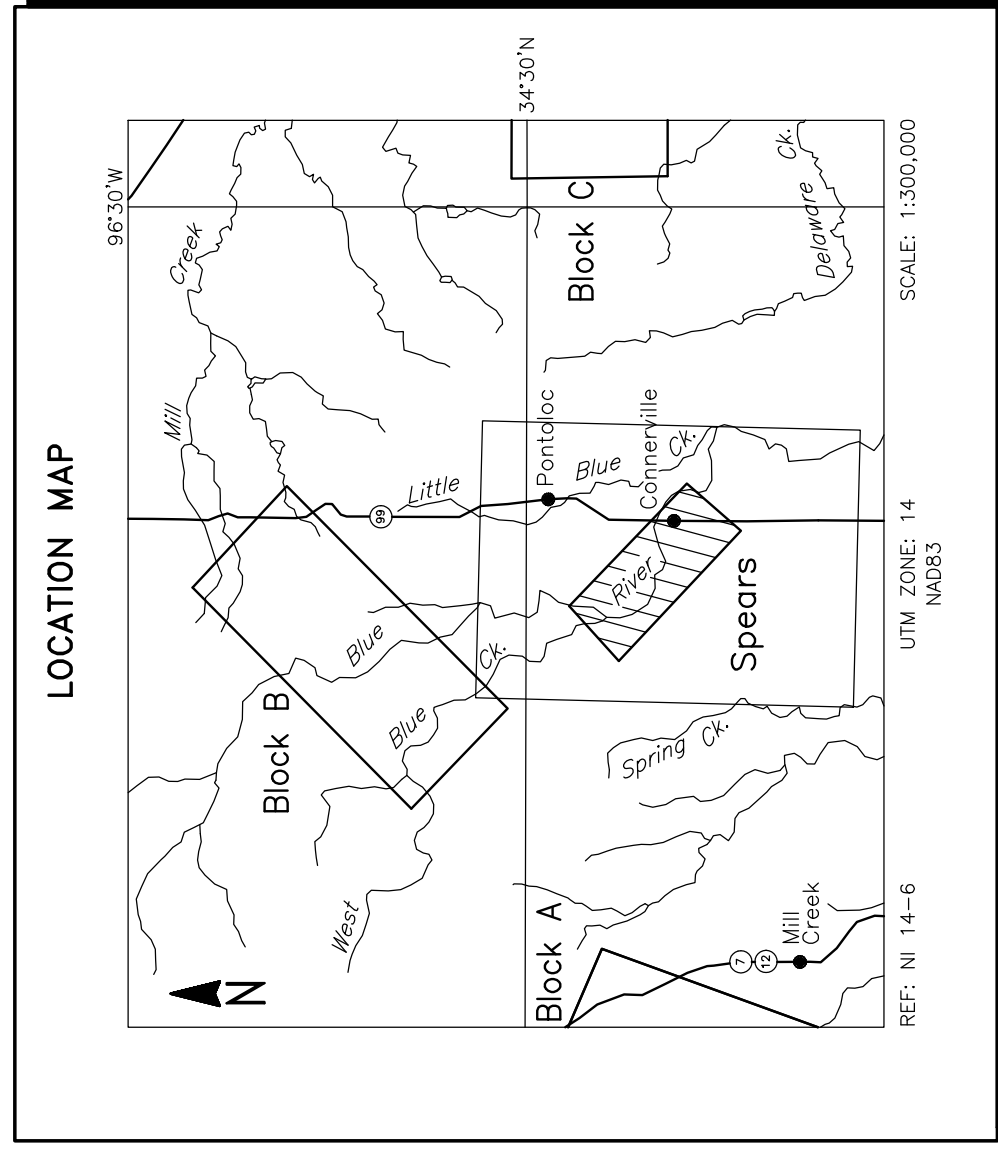 LOCATION MAP
96°30'W
Mill
Creek
Block B
Blue
99
Little
West
Blue
Ck.
34°30'N
Block A
Pontoloc
Block C
Blue
Ck.
Connerville
River
Spears
Spring Ck.
Delaware Ck.
7
12
Mill
Creek
N
REF: NI 14-6
UTM ZONE: 14
NAD83
SCALE: 1:300,000